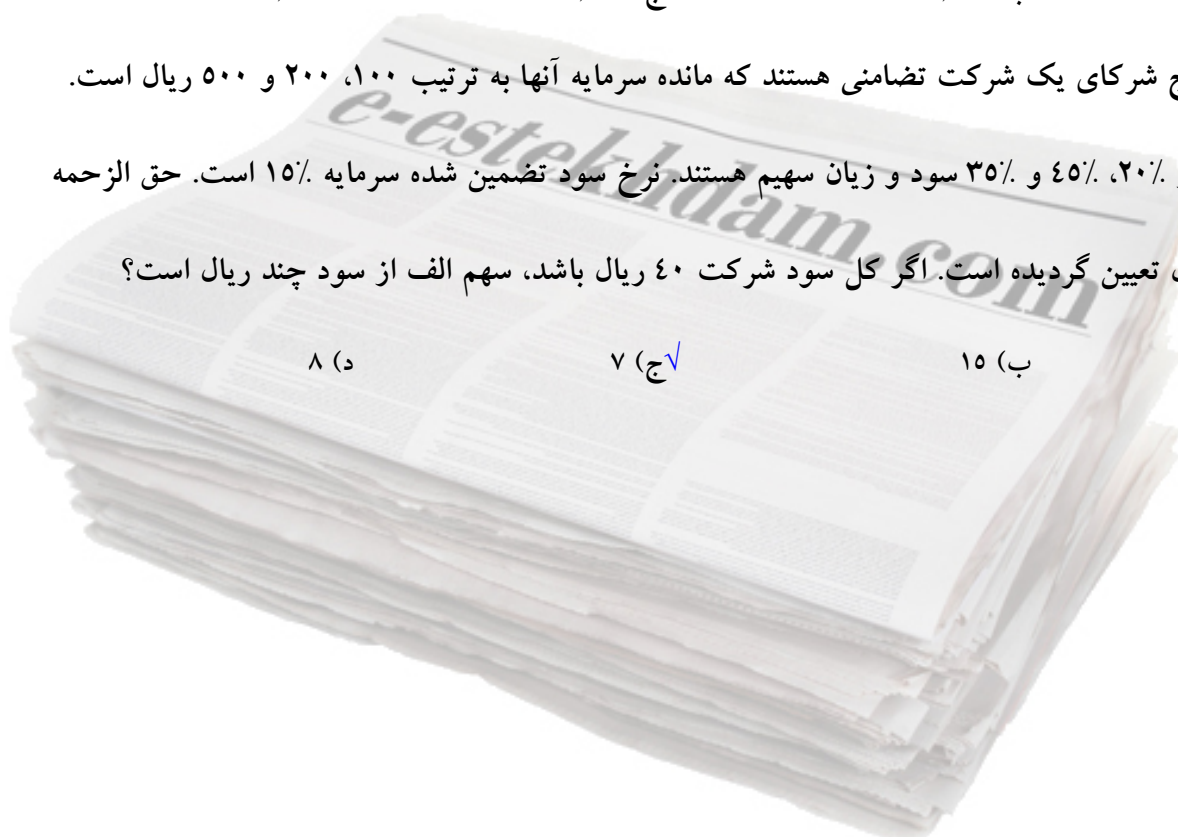 شرکای یک شرکت تضامنی هستند که مانده سرمایه آنها به ترتیب ۱۰۰، ۲۰۰ و ۵۰۰ ریال است.
۲۰٪، ۴۵٪ و ۳۵٪ سود و زیان سهیم هستند. نرخ سود تضمین شده سرمایه ۱۵٪ است. حق الزحمه
تعیین گردیده است. اگر کل سود شرکت ۴۰ ریال باشد، سهم الف از سود چند ریال است؟
ب) ۱۵ √ج) ۷ د) ۸
e-estekhdam.com